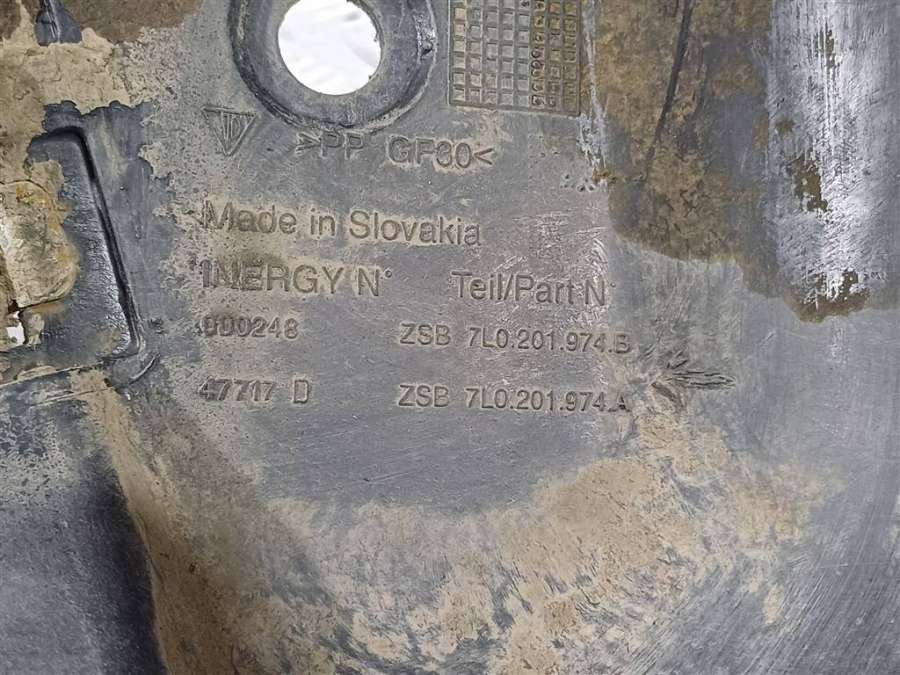 >PP GF30<
Made in Slovakia
INERGY N° Teil/Part N°
000248 ZSB 7L0.201.974.B
47717 D ZSB 7L0.201.974.A